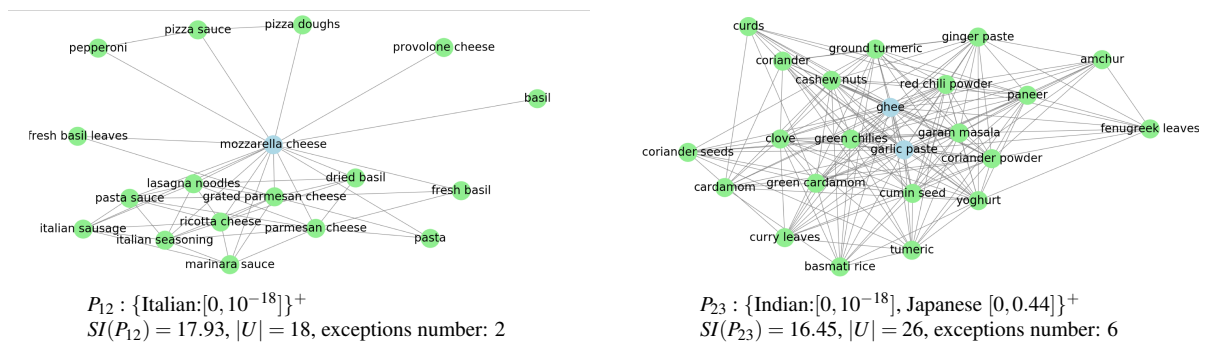 pizza sauce
pizza doughs
pepperoni
provolone cheese
basil
fresh basil leaves
mozzarella cheese
lasagna noodles
dried basil
fresh basil
pasta sauce
grated parmesan cheese
italian sausage
ricotta cheese
parmesan cheese
italian seasoning
pasta
marinara sauce
P₁₂ : {Italian:[0, 10⁻¹⁸]}⁺
SI(P₁₂) = 17.93, |U| = 18, exceptions number: 2
curds
ginger paste
ground turmeric
coriander
amchur
cashew nuts
red chili powder
paneer
ghee
fenugreek leaves
clove
green chilies
garam masala
coriander seeds
garlic paste
coriander powder
cardamom
green cardamom
cumin seed
yoghurt
curry leaves
tumeric
basmati rice
P₂₃ : {Indian:[0, 10⁻¹⁸], Japanese [0, 0.44]}⁺
SI(P₂₃) = 16.45, |U| = 26, exceptions number: 6